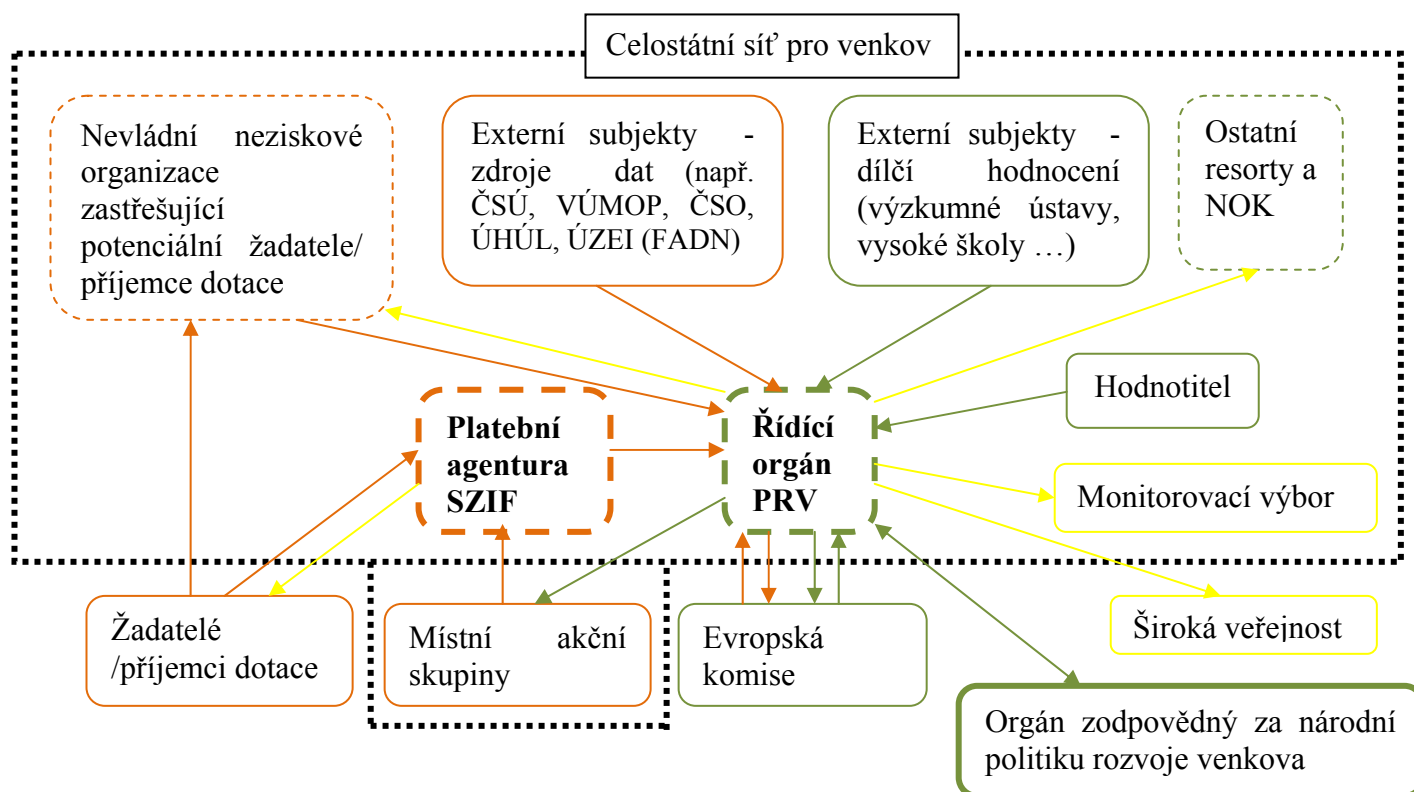 Celostátní síť pro venkov
Nevládní neziskové
organizace
zastřešující
potenciální žadatele/
příjemce dotace
Externí subjekty -
zdroje dat (např.
ČSÚ, VÚMOP, ČSO,
ÚHÚL, ÚZEI (FADN)
Externí subjekty -
dílčí hodnocení
(výzkumné ústavy,
vysoké školy …)
Ostatní
resorty a
NOK
Hodnotitel
Platební
agentura
SZIF
Řídící
orgán
PRV
Monitorovací výbor
Široká veřejnost
Žadatelé
/příjemci dotace
Místní akční
skupiny
Evropská
komise
Orgán zodpovědný za národní
politiku rozvoje venkova